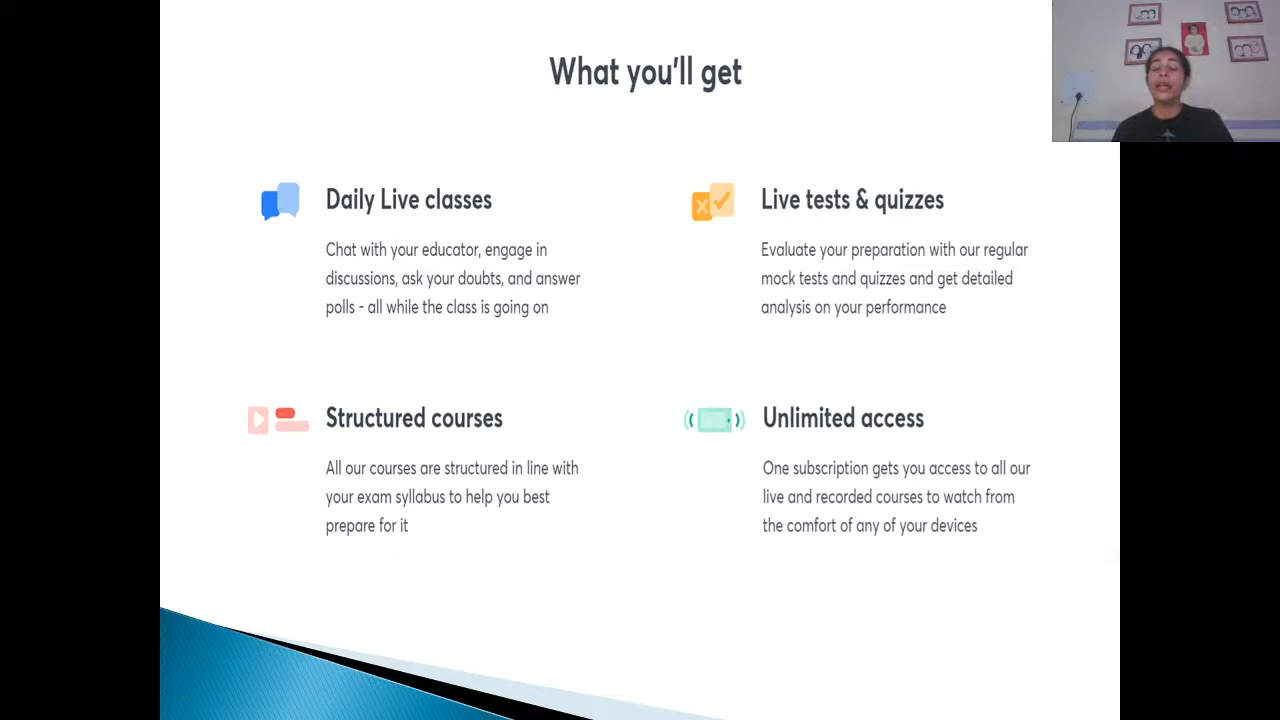 What you'll get
Daily Live classes
Chat with your educator, engage in
discussions, ask your doubts, and answer
polls - all while the class is going on
Live tests & quizzes
Evaluate your preparation with our regular
mock tests and quizzes and get detailed
analysis on your performance
Structured courses
All our courses are structured in line with
your exam syllabus to help you best
prepare for it
Unlimited access
One subscription gets you access to all our
live and recorded courses to watch from
the comfort of any of your devices